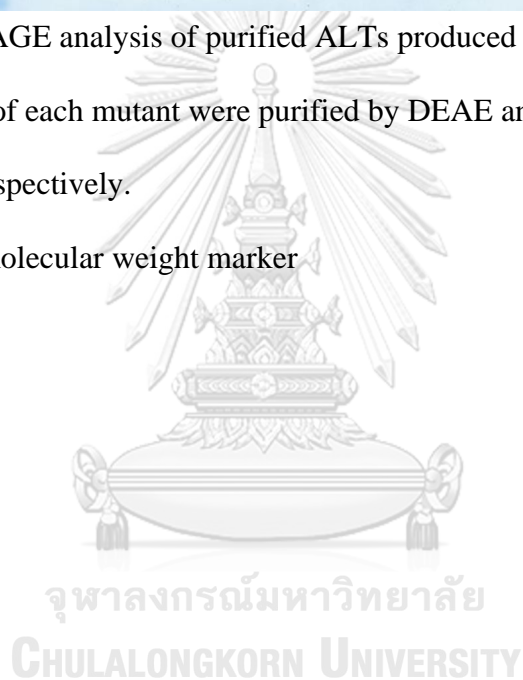 AGE analysis of purified ALTs produced
of each mutant were purified by DEAE
spectively.
olecular weight marker
จุฬาลงกรณ์มหาวิทยาลัย
CHULALONGKORN UNIVERSITY